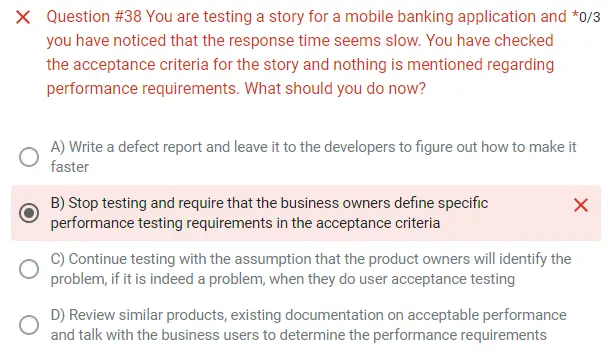 Question #38 You are testing a story for a mobile banking application and *0/3
you have noticed that the response time seems slow. You have checked
the acceptance criteria for the story and nothing is mentioned regarding
performance requirements. What should you do now?
A) Write a defect report and leave it to the developers to figure out how to make it
faster
B) Stop testing and require that the business owners define specific
performance testing requirements in the acceptance criteria
C) Continue testing with the assumption that the product owners will identify the
problem, if it is indeed a problem, when they do user acceptance testing
D) Review similar products, existing documentation on acceptable performance
and talk with the business users to determine the performance requirements